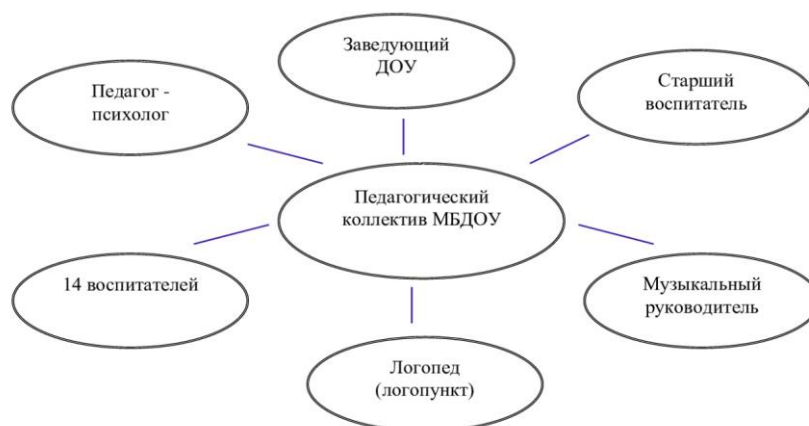 Заведующий
ДОУ
Педагог -
психолог
Старший
воспитатель
Педагогический
коллектив МБДОУ
14 воспитателей
Музыкальный
руководитель
Логопед
(логопункт)